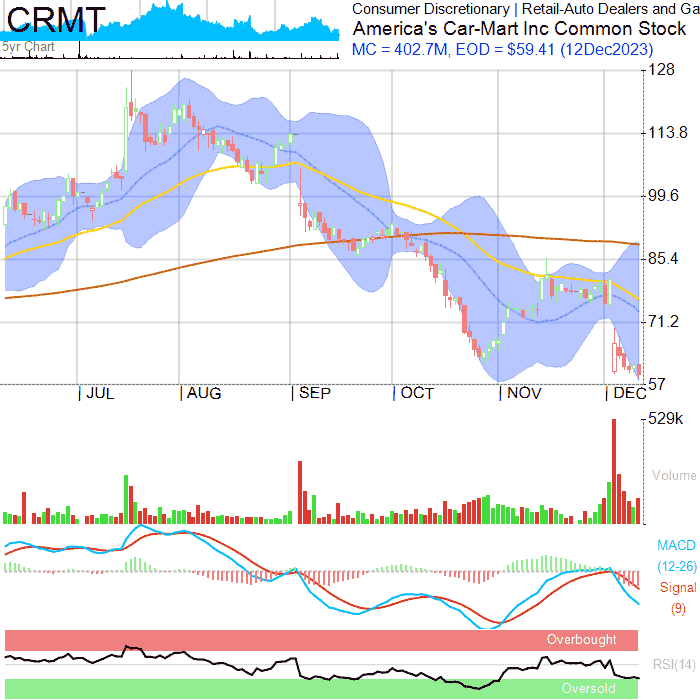 CRMT
5yr Chart
Consumer Discretionary | Retail-Auto Dealers and Ga
America's Car-Mart Inc Common Stock
MC = 402.7M, EOD = $59.41 (12Dec2023)
128
113.8
99.6
85.4
71.2
57
| JUL | AUG | SEP | OCT | NOV | DEC
529k
Volume
MACD
(12-26)
Signal
(9)
Overbought
RSI(14)
Oversold